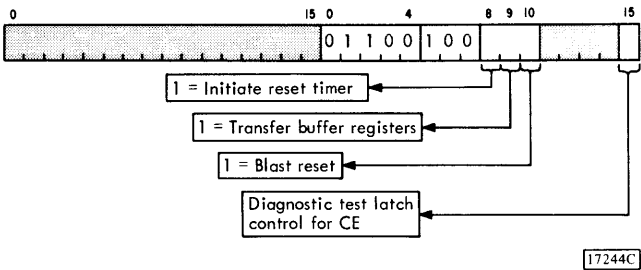 0 15 0 4 8 9 10 15
0 1 1 0 0 1 0 0
1 = Initiate reset timer
1 = Transfer buffer registers
1 = Blast reset
Diagnostic test latch
control for CE
17244C